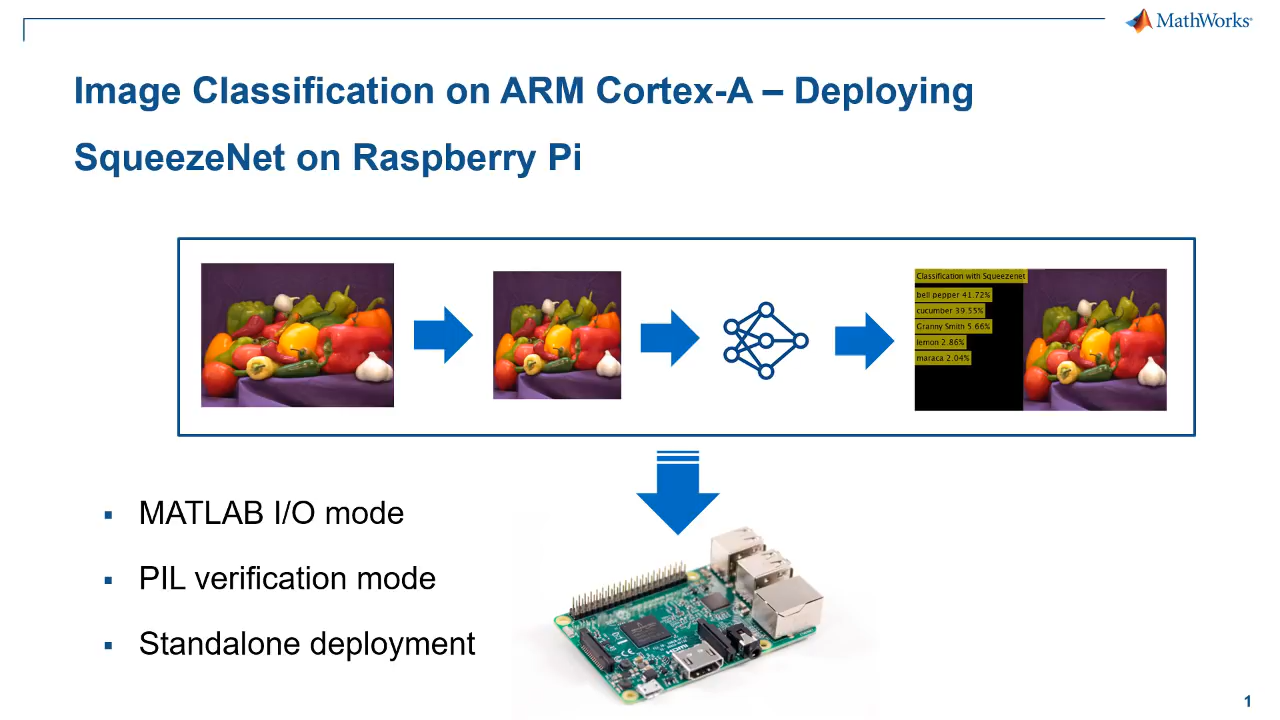 MathWorks®
Image Classification on ARM Cortex-A – Deploying
SqueezeNet on Raspberry Pi
Classification with Squeezenet
bell pepper 41.72%
cucumber 39.55%
Granny Smith 5.66%
lemon 2.86%
maraca 2.04%
▪ MATLAB I/O mode
▪ PIL verification mode
▪ Standalone deployment
HDMI
1